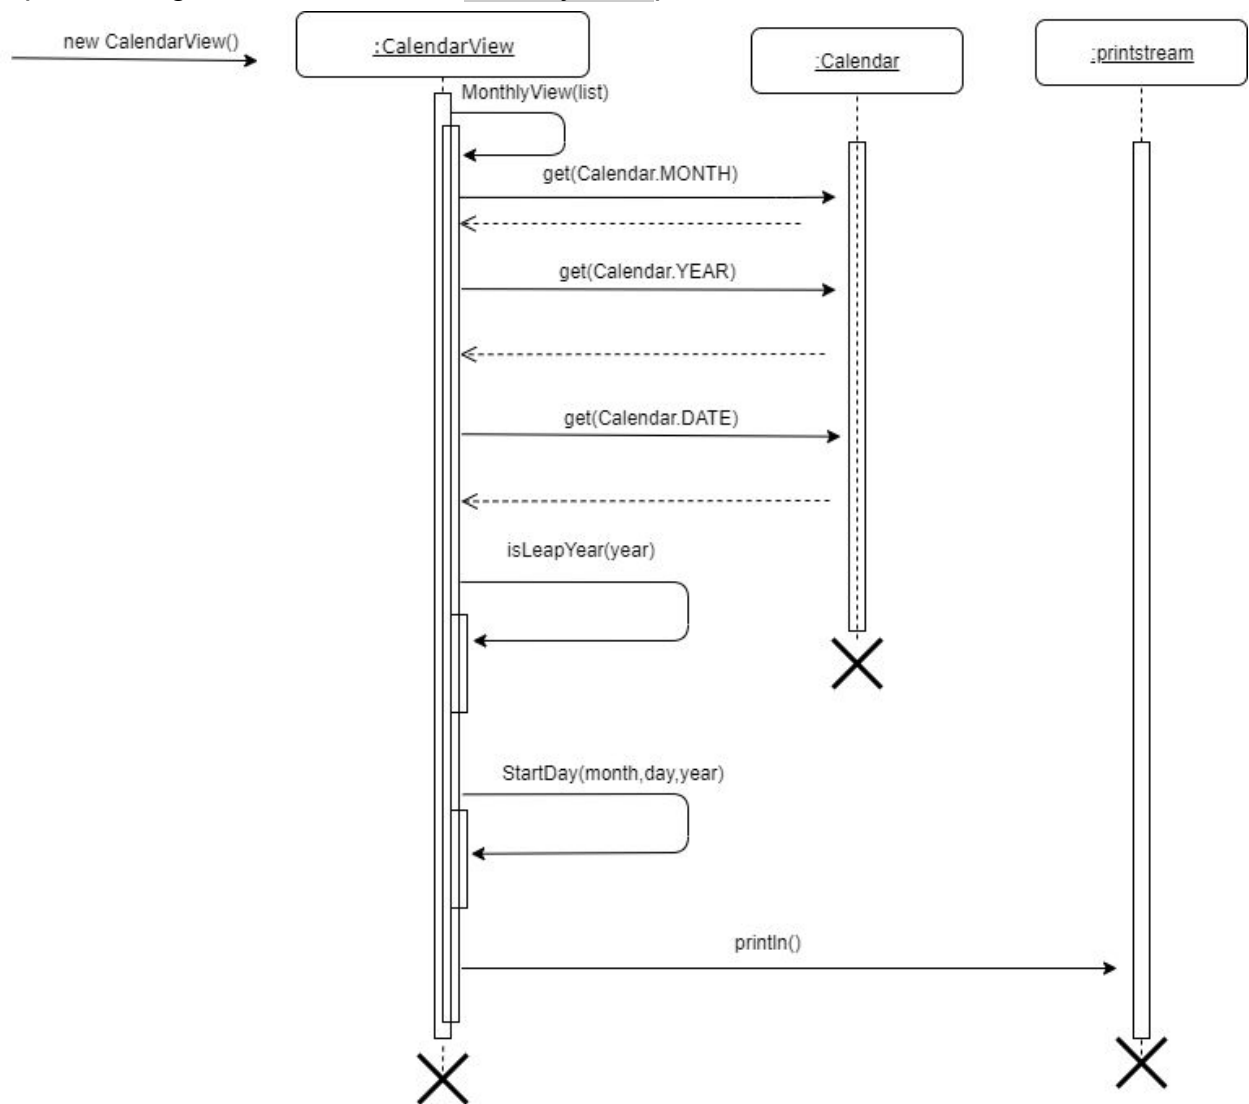 new CalendarView()
:CalendarView
:Calendar
:printstream
MonthlyView(list)
get(Calendar.MONTH)
get(Calendar.YEAR)
get(Calendar.DATE)
isLeapYear(year)
StartDay(month,day,year)
println()